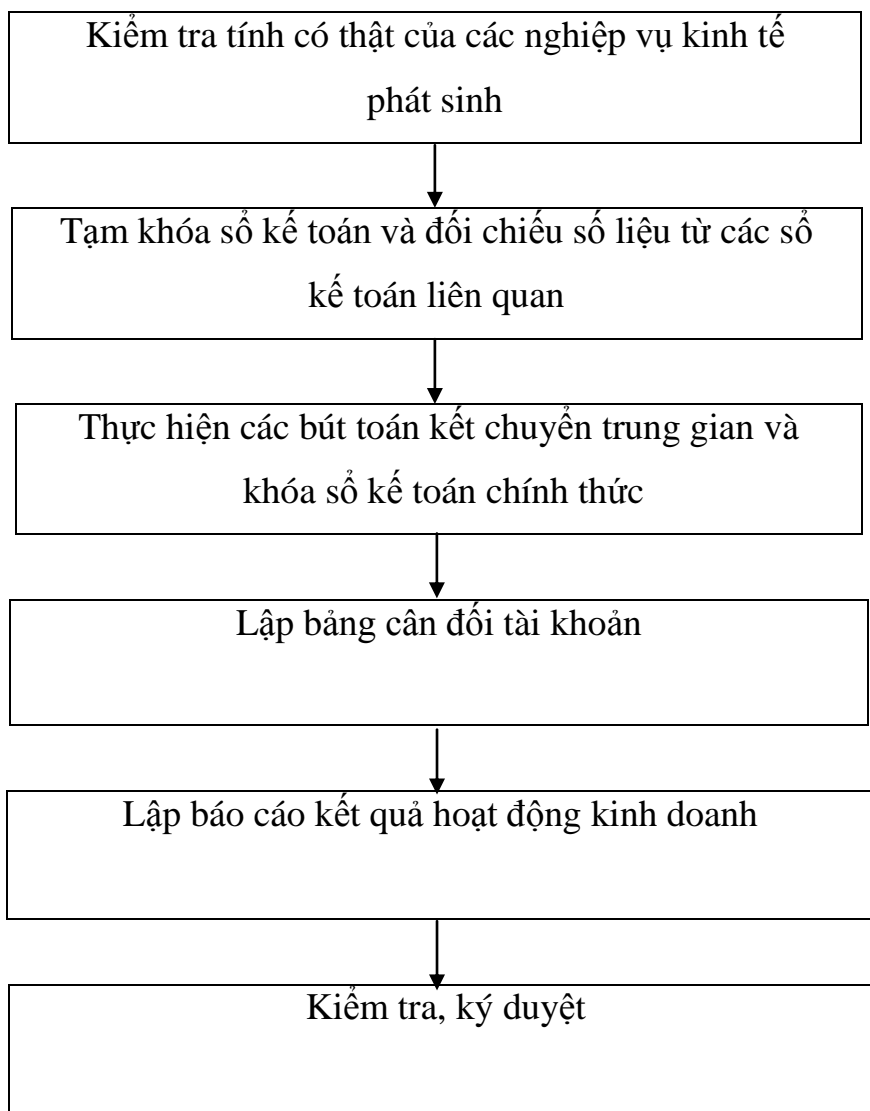 Kiểm tra tính có thật của các nghiệp vụ kinh tế
phát sinh
Tạm khóa sổ kế toán và đối chiếu số liệu từ các sổ
kế toán liên quan
Thực hiện các bút toán kết chuyển trung gian và
khóa sổ kế toán chính thức
Lập bảng cân đối tài khoản
Lập báo cáo kết quả hoạt động kinh doanh
Kiểm tra, ký duyệt